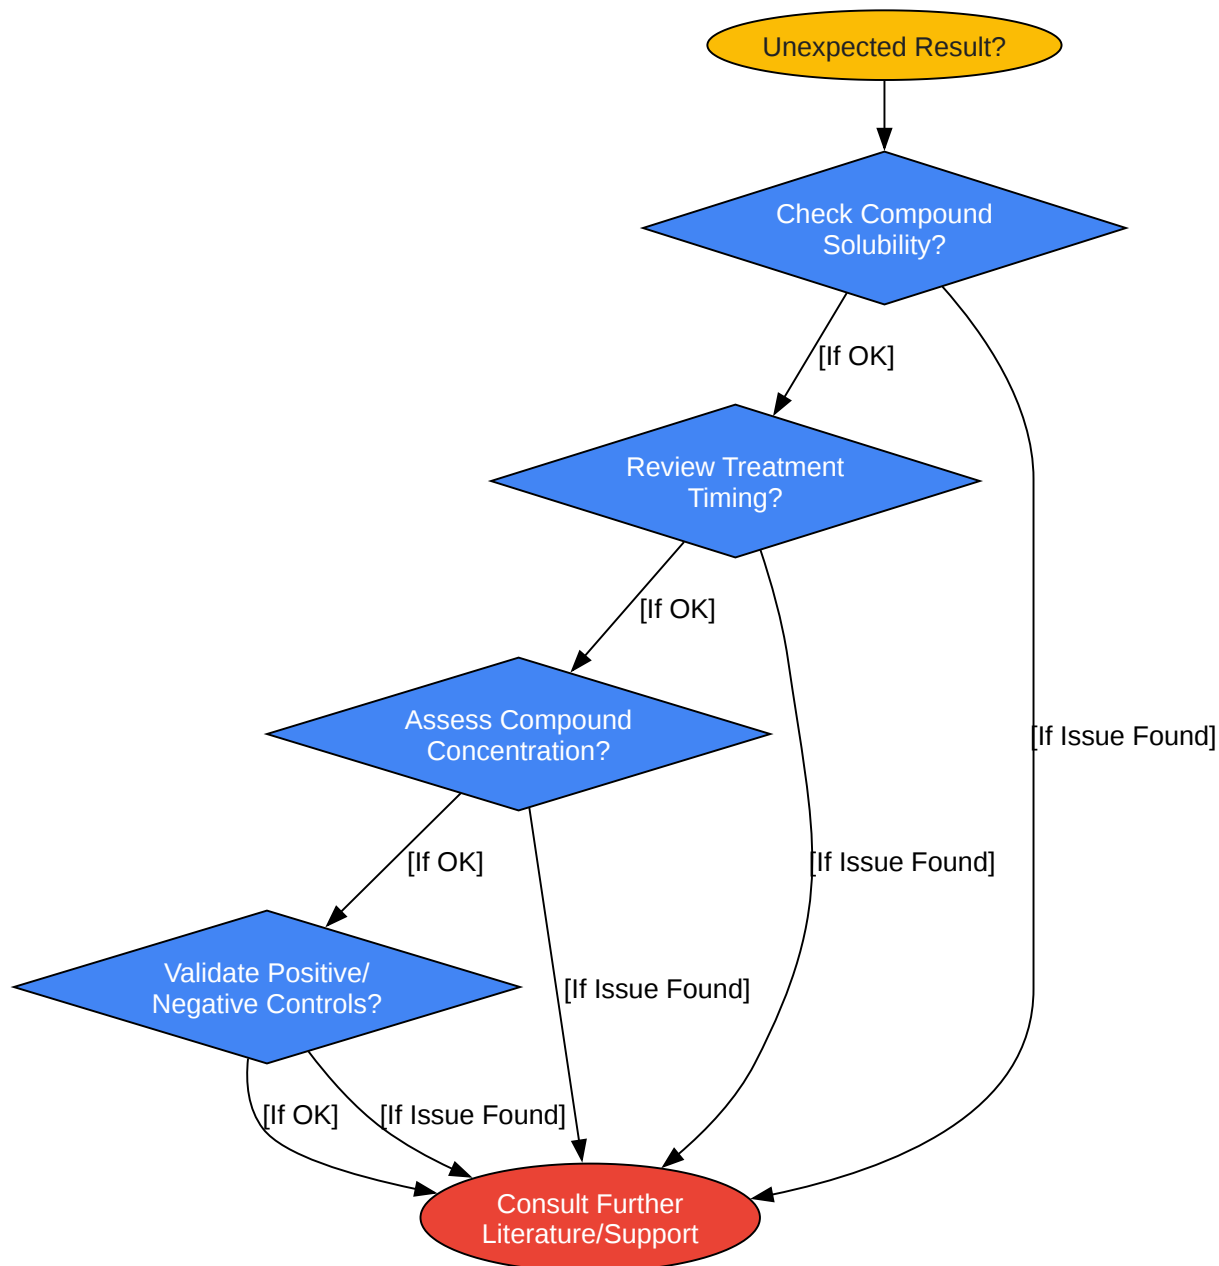 Unexpected Result?
Check Compound
Solubility?
[If OK]
Review Treatment
Timing?
[If OK]
Assess Compound
Concentration?
[If Issue Found]
[If OK]
[If Issue Found]
Validate Positive/
Negative Controls?
[If Issue Found]
[If OK]
[If Issue Found]
Consult Further
Literature/Support